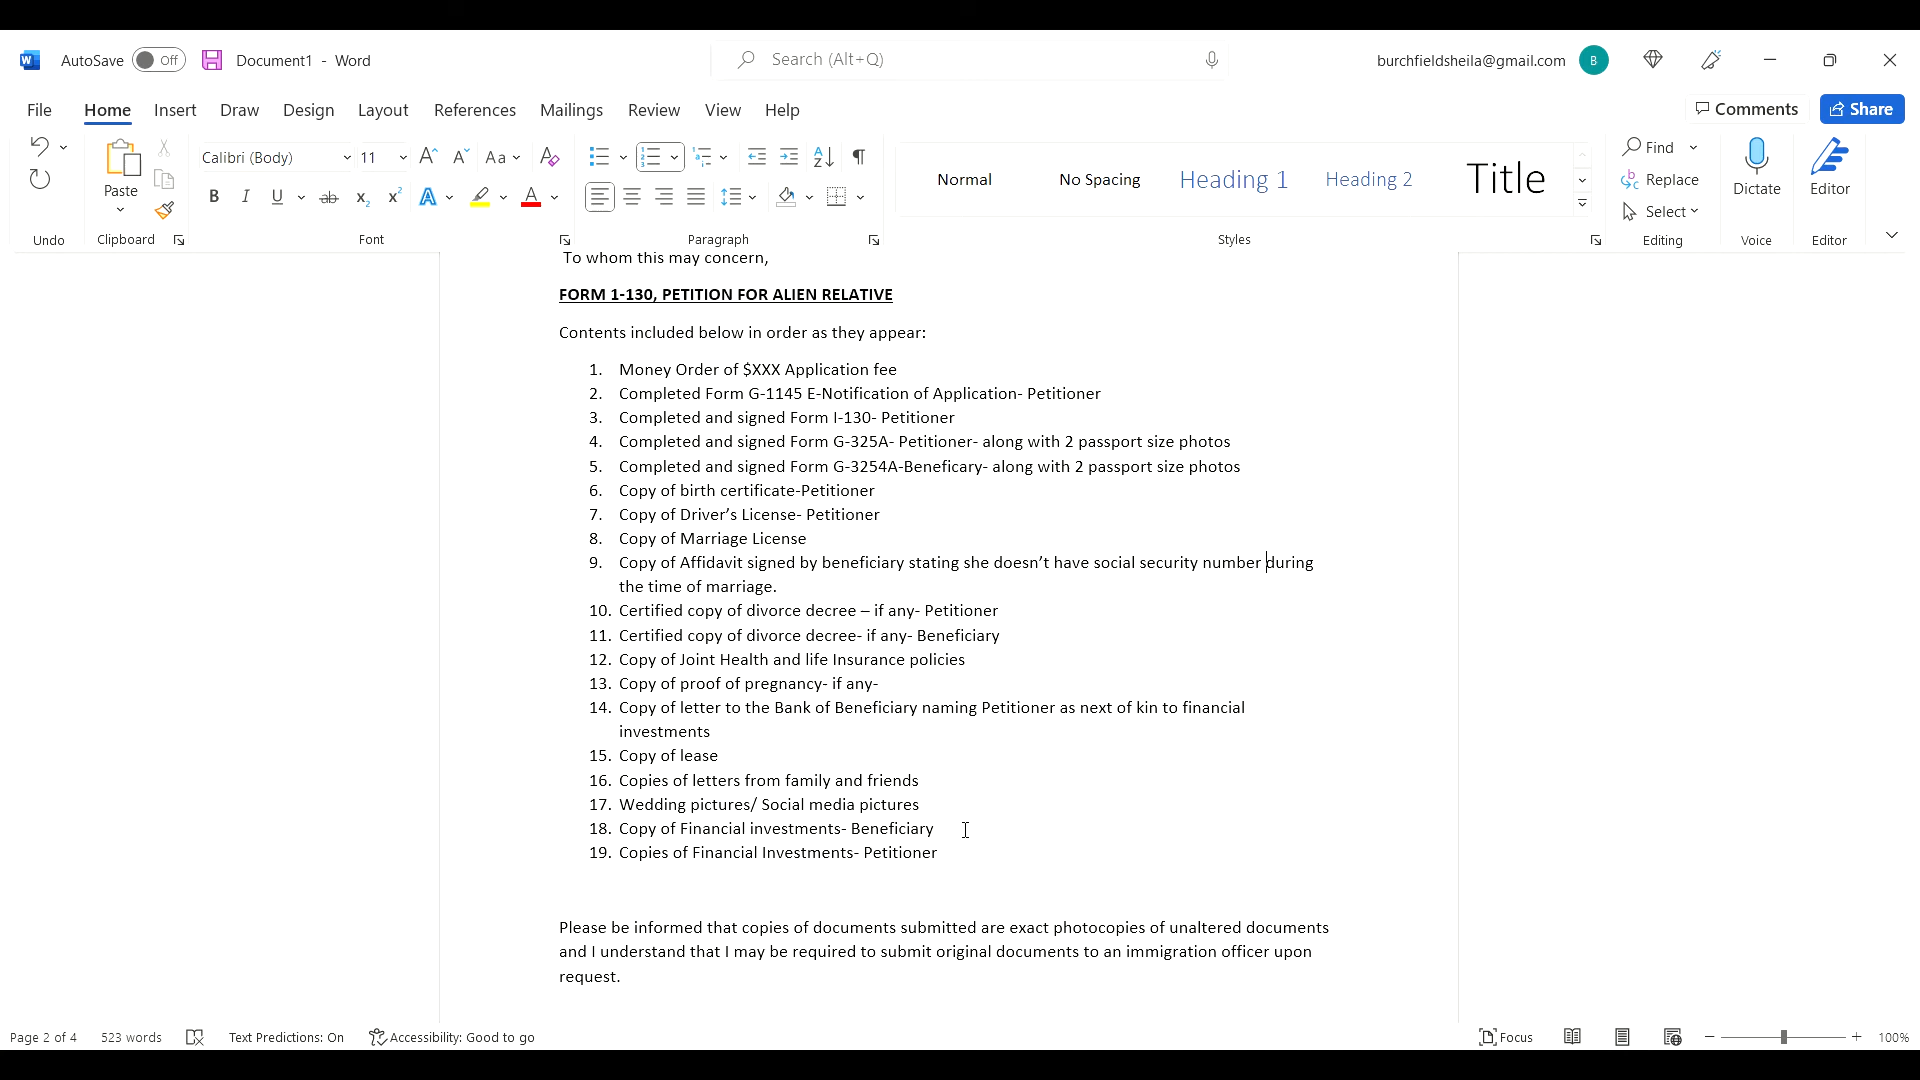 AutoSave Off Document1 - Word Search (Alt+Q) burchfieldsheila@gmail.com B
File Home Insert Draw Design Layout References Mailings Review View Help Comments Share
Calibri (Body) 11 Aa Find
Paste Normal No Spacing Heading 1 Heading 2 Title Replace Dictate Editor
B I U ab x₂ x² A A Select
Undo Clipboard Font Paragraph Styles Editing Voice Editor
To whom this may concern,
FORM 1-130, PETITION FOR ALIEN RELATIVE
Contents included below in order as they appear:
1. Money Order of $XXX Application fee
2. Completed Form G-1145 E-Notification of Application- Petitioner
3. Completed and signed Form I-130- Petitioner
4. Completed and signed Form G-325A- Petitioner- along with 2 passport size photos
5. Completed and signed Form G-3254A-Beneficary- along with 2 passport size photos
6. Copy of birth certificate-Petitioner
7. Copy of Driver’s License- Petitioner
8. Copy of Marriage License
9. Copy of Affidavit signed by beneficiary stating she doesn’t have social security number during
the time of marriage.
10. Certified copy of divorce decree – if any- Petitioner
11. Certified copy of divorce decree- if any- Beneficiary
12. Copy of Joint Health and life Insurance policies
13. Copy of proof of pregnancy- if any-
14. Copy of letter to the Bank of Beneficiary naming Petitioner as next of kin to financial
investments
15. Copy of lease
16. Copies of letters from family and friends
17. Wedding pictures/ Social media pictures
18. Copy of Financial investments- Beneficiary
19. Copies of Financial Investments- Petitioner
Please be informed that copies of documents submitted are exact photocopies of unaltered documents
and I understand that I may be required to submit original documents to an immigration officer upon
request.
Page 2 of 4 523 words Text Predictions: On Accessibility: Good to go Focus 100%